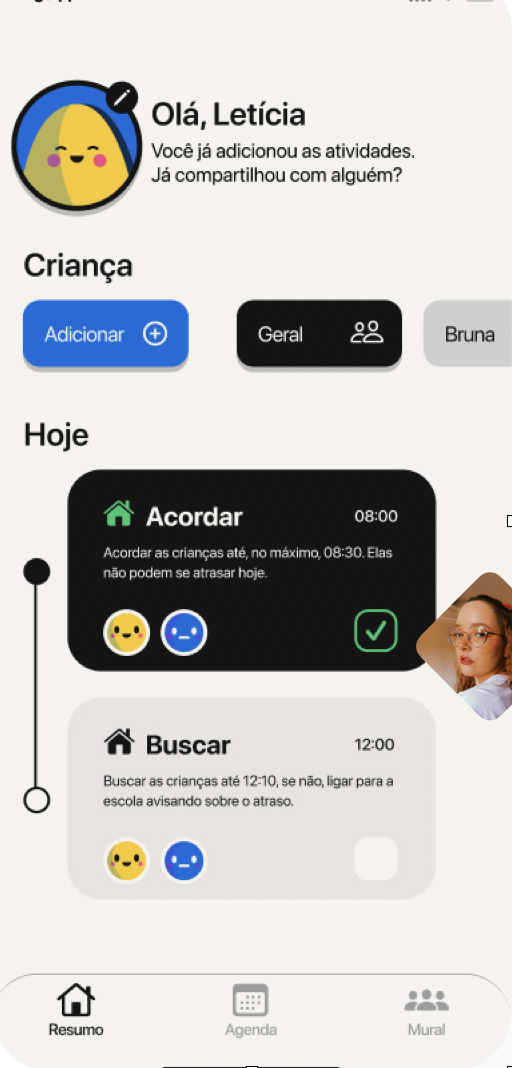 Olá, Letícia
Você já adicionou as atividades.
Já compartilhou com alguém?
Criança
Adicionar
Geral
Bruna
Hoje
Acordar
08:00
Acordar as crianças até, no máximo, 08:30. Elas
não podem se atrasar hoje.
Buscar
12:00
Buscar as crianças até 12:10, se não, ligar para a
escola avisando sobre o atraso.
Resumo
Agenda
Mural